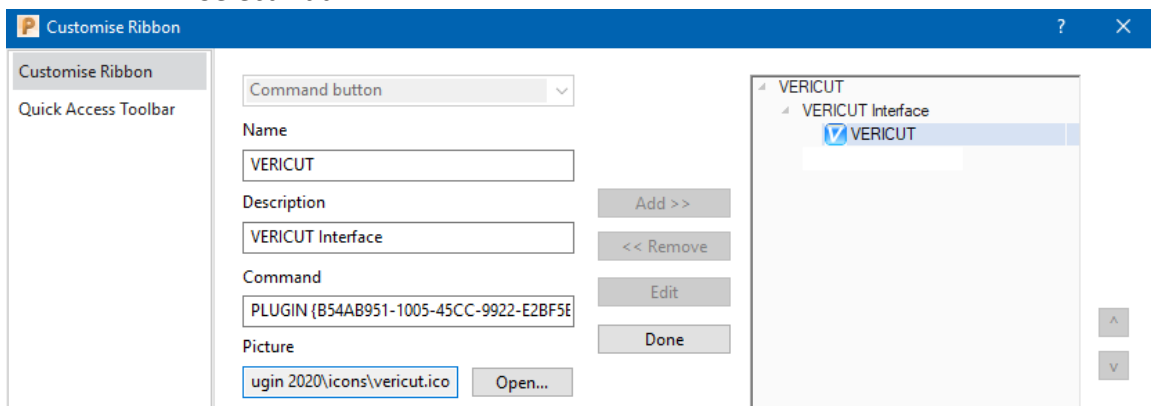 Customise Ribbon
Customise Ribbon
Quick Access Toolbar
Command button
Name
VERICUT
Description
VERICUT Interface
Command
PLUGIN {B54AB951-1005-45CC-9922-E2BF5E
Picture
ugin 2020\icons\vericut.ico
Open...
Add >>
<< Remove
Edit
Done
VERICUT
VERICUT Interface
VERICUT